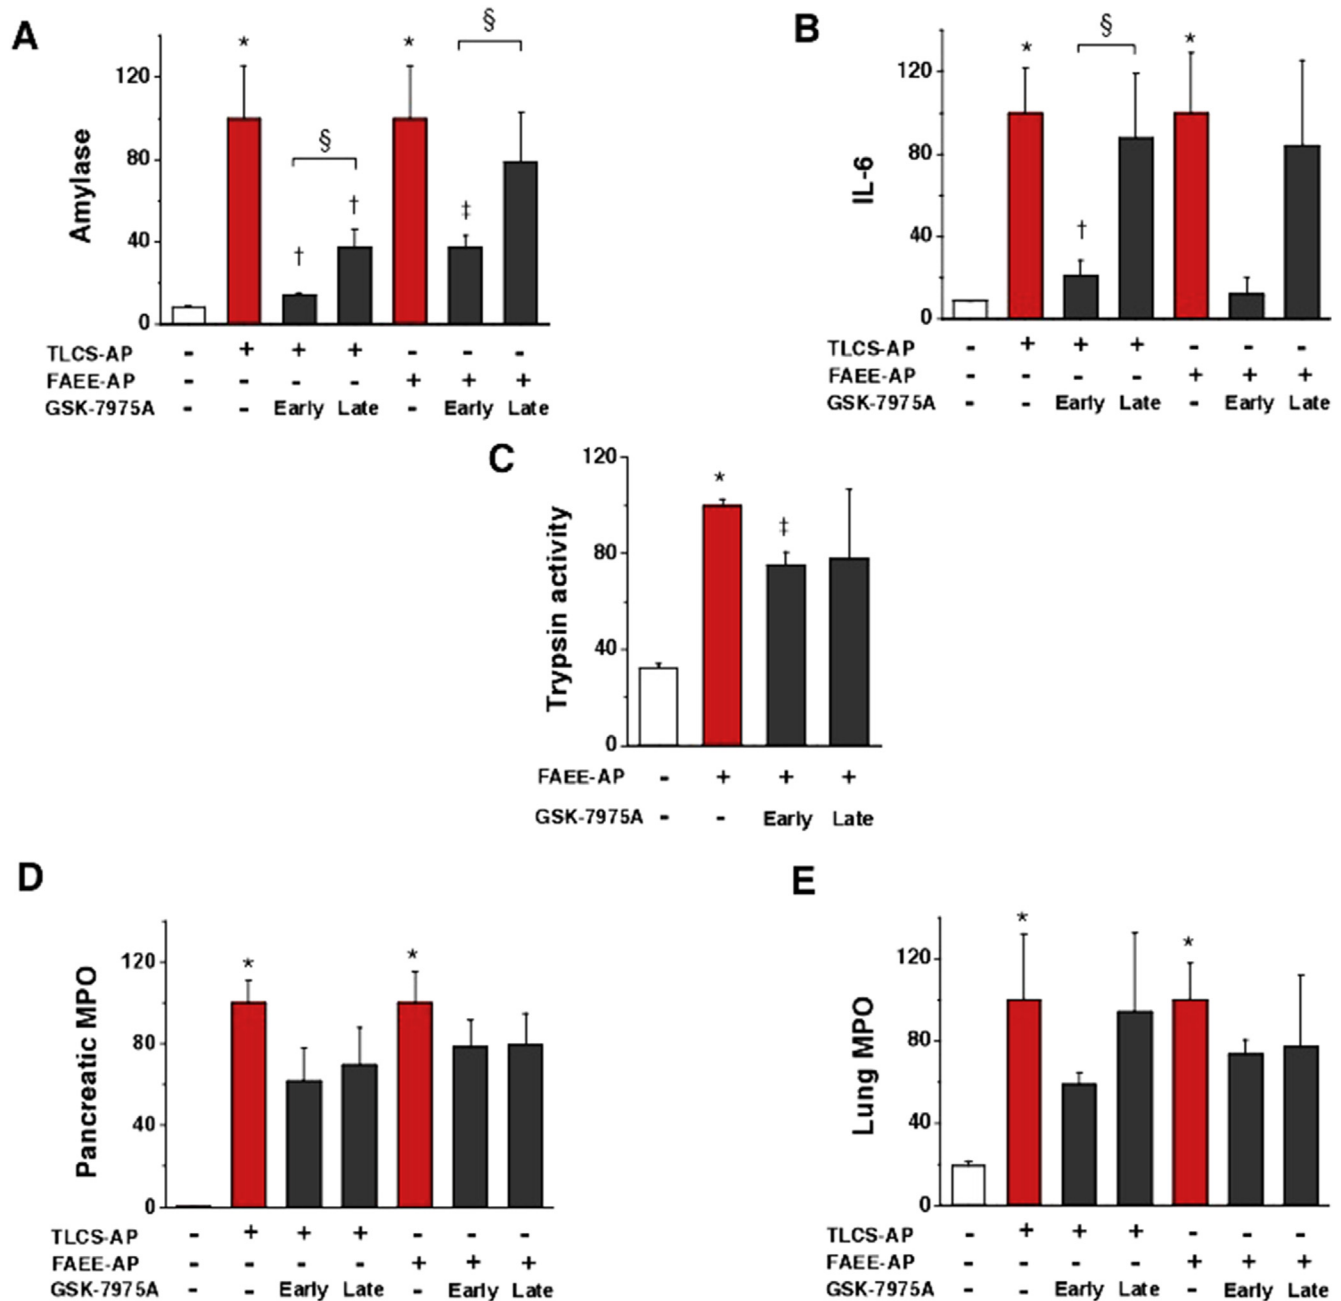 A
Amylase
120
80
40
0
* † § † * ‡ §
TLCS-AP - + + + - - -
FAEE-AP - - - - + + +
GSK-7975A - - Early Late - Early Late
B
IL-6
120
80
40
0
* † § *
TLCS-AP - + + + - - -
FAEE-AP - - - - + + +
GSK-7975A - - Early Late - Early Late
C
Trypsin activity
120
80
40
0
* ‡
FAEE-AP - + + +
GSK-7975A - - Early Late
D
Pancreatic MPO
120
80
40
0
* *
TLCS-AP - + + + - - -
FAEE-AP - - - - + + +
GSK-7975A - - Early Late - Early Late
E
Lung MPO
120
80
40
0
* *
TLCS-AP - + + + - - -
FAEE-AP - - - - + + +
GSK-7975A - - Early Late - Early Late